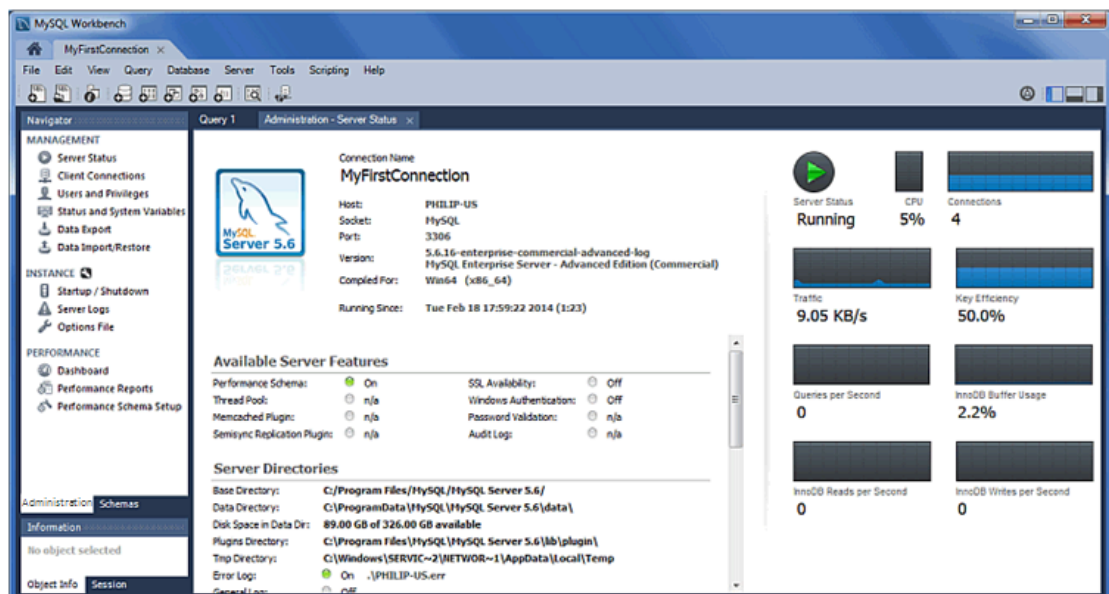 MySQL Workbench
MyFirstConnection ×
File Edit View Query Database Server Tools Scripting Help
Navigator
MANAGEMENT
Server Status
Client Connections
Users and Privileges
Status and System Variables
Data Export
Data Import/Restore
INSTANCE
Startup / Shutdown
Server Logs
Options File
PERFORMANCE
Dashboard
Performance Reports
Performance Schema Setup
Administration Schemas
Information
No object selected
Object Info Session
Query 1 Administration - Server Status ×
MySQL
Server 5.6
Connection Name
MyFirstConnection
Host: PHILIP-US
Socket: MySQL
Port: 3306
Version: 5.6.16-enterprise-commercial-advanced-log
MySQL Enterprise Server - Advanced Edition (Commercial)
Compiled For: Win64 (x86_64)
Running Since: Tue Feb 18 17:59:22 2014 (1:23)
Available Server Features
Performance Schema: On SSL Availability: Off
Thread Pool: n/a Windows Authentication: Off
Memcached Plugin: n/a Password Validation: n/a
Semisync Replication Plugin: n/a Audit Log: n/a
Server Directories
Base Directory: C:/Program Files/MySQL/MySQL Server 5.6/
Data Directory: C:\ProgramData\MySQL\MySQL Server 5.6\data\
Disk Space in Data Dir: 89.00 GB of 326.00 GB available
Plugins Directory: C:\Program Files\MySQL\MySQL Server 5.6\lib\plugin\
Tmp Directory: C:\Windows\SERVIC~2\NETWOR~1\AppData\Local\Temp
Error Log: On .\PHILIP-US.err
General Log: Off
Server Status CPU Connections
Running 5% 4
Traffic Key Efficiency
9.05 KB/s 50.0%
Queries per Second InnoDB Buffer Usage
0 2.2%
InnoDB Reads per Second InnoDB Writes per Second
0 0